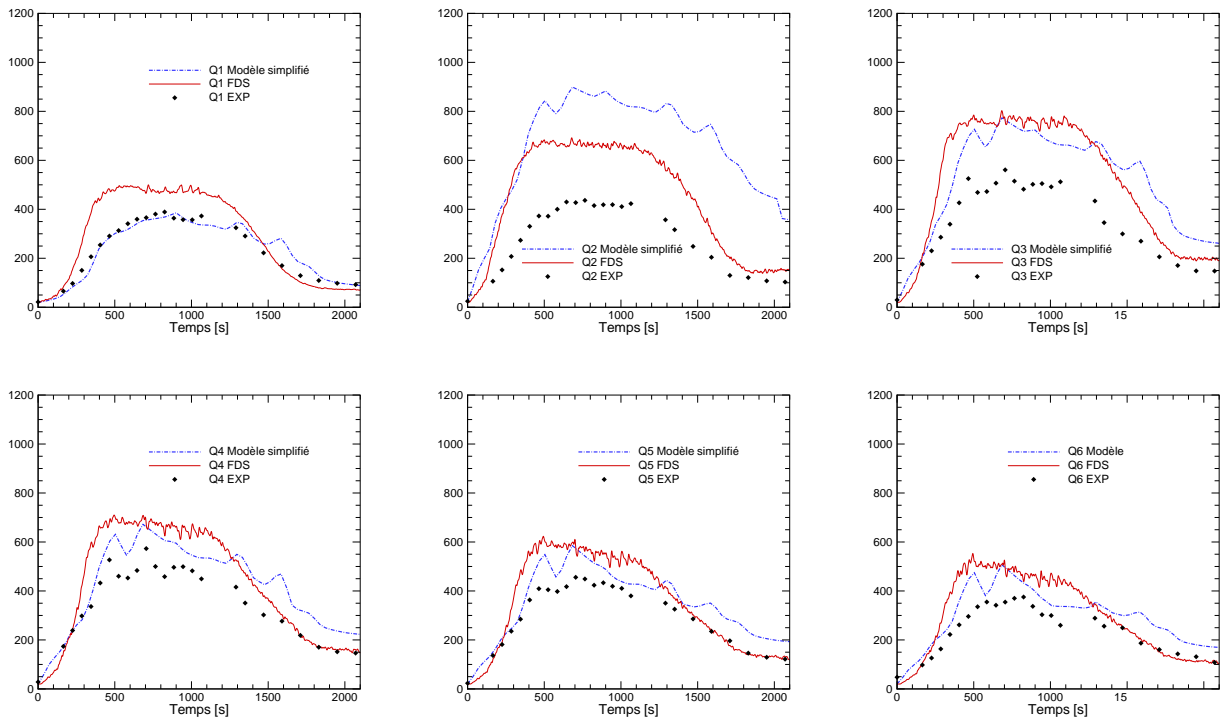 1200
1000
800
600
400
200
0
Q1 Modèle simplifié
Q1 FDS
Q1 EXP
0 500 1000 1500 2000
Temps [s]
1200
1000
800
600
400
200
0
Q2 Modèle simplifié
Q2 FDS
Q2 EXP
0 500 1000 1500 2000
Temps [s]
1200
1000
800
600
400
200
0
Q3 Modèle simplifié
Q3 FDS
Q3 EXP
0 500 1000 15
Temps [s]
1200
1000
800
600
400
200
0
Q4 Modèle simplifié
Q4 FDS
Q4 EXP
0 500 1000 1500 2000
Temps [s]
1200
1000
800
600
400
200
0
Q5 Modèle simplifié
Q5 FDS
Q5 EXP
0 500 1000 1500 2000
Temps [s]
1200
1000
800
600
400
200
0
Q6 Modèle
Q6 FDS
Q6 EXP
0 500 1000 15
Temps [s]